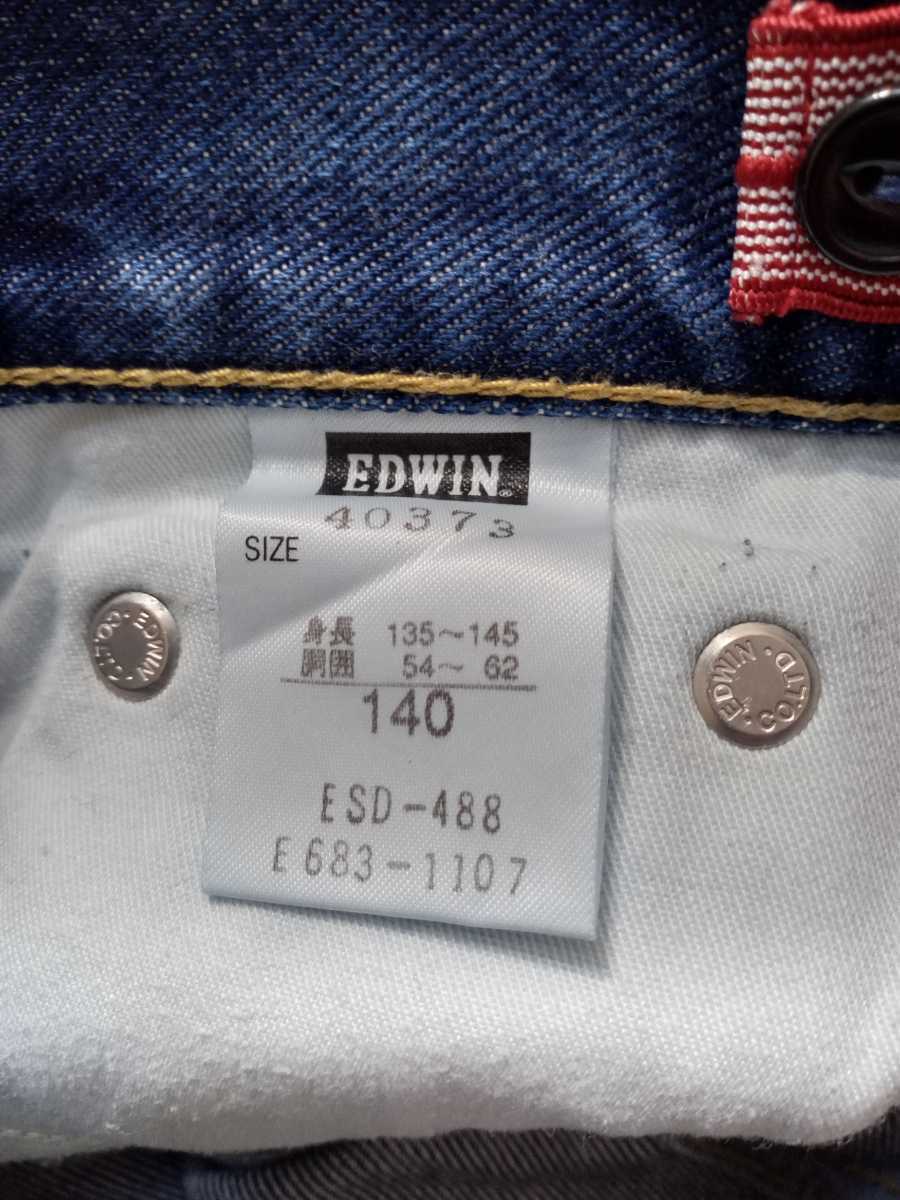 EDWIN®
40373
SIZE
身長 135~145
胴囲 54~ 62
140
ESD-488
E683-1107
EDWIN · CO.LTD ·
· EDWIN · CO.LTD